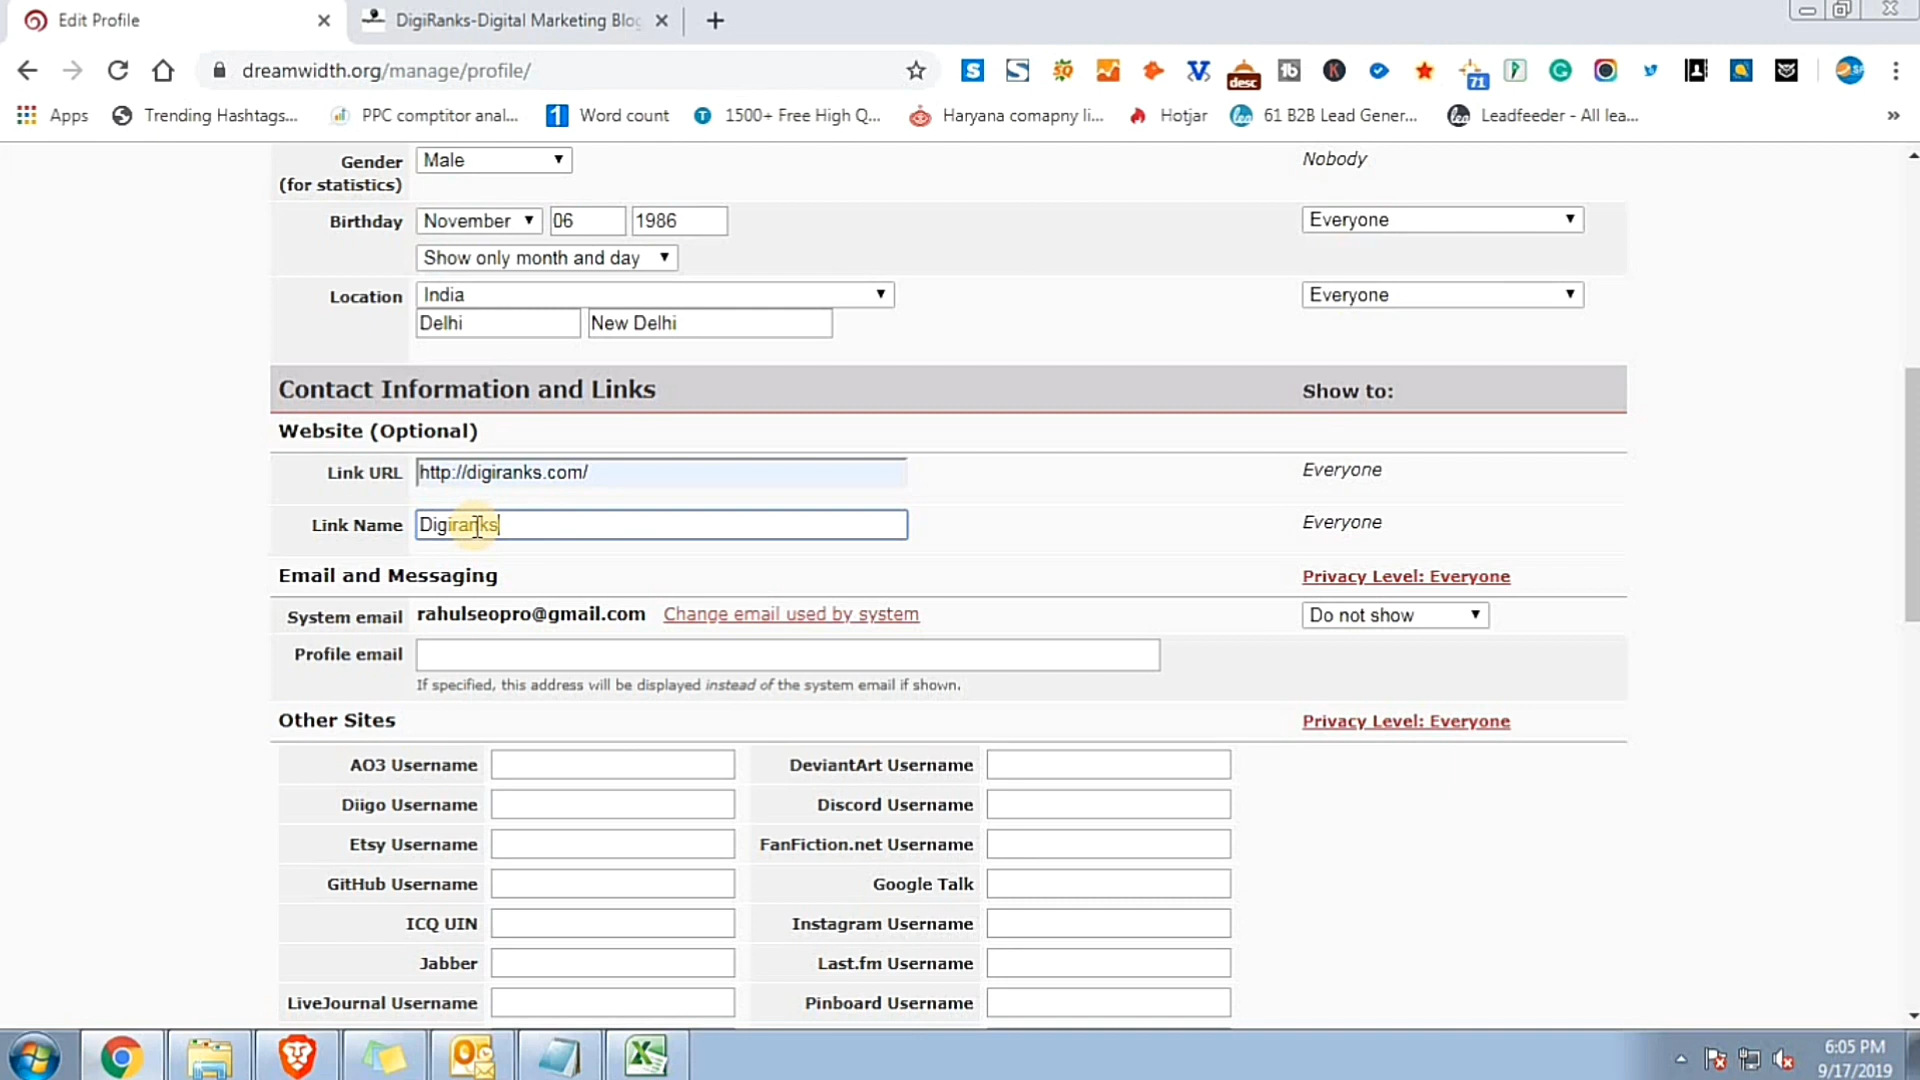 Edit Profile
DigiRanks-Digital Marketing Blog
dreamwidth.org/manage/profile/
desc
71
Apps
Trending Hashtags...
PPC comptitor anal...
Word count
1500+ Free High Q...
Haryana comapny li...
Hotjar
61 B2B Lead Gener...
Leadfeeder - All lea...
Gender
(for statistics)
Male
Nobody
Birthday
November
06
1986
Everyone
Show only month and day
Location
India
Everyone
Delhi
New Delhi
Contact Information and Links
Show to:
Website (Optional)
Link URL
http://digiranks.com/
Everyone
Link Name
Digiranks
Everyone
Email and Messaging
Privacy Level: Everyone
System email
rahulseopro@gmail.com
Change email used by system
Do not show
Profile email
If specified, this address will be displayed instead of the system email if shown.
Other Sites
Privacy Level: Everyone
AO3 Username
DeviantArt Username
Diigo Username
Discord Username
Etsy Username
FanFiction.net Username
GitHub Username
Google Talk
ICQ UIN
Instagram Username
Jabber
Last.fm Username
LiveJournal Username
Pinboard Username
6:05 PM
9/17/2019